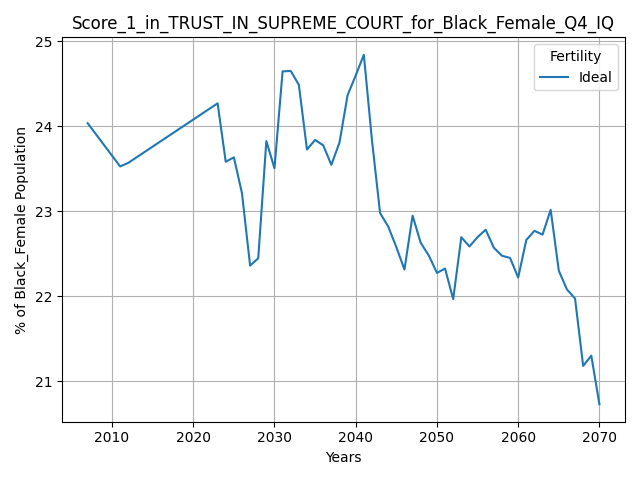 Score_1_in_TRUST_IN_SUPREME_COURT_for_Black_Female_Q4_IQ
Fertility
Ideal
% of Black_Female Population
25
24
23
22
21
2010 2020 2030 2040 2050 2060 2070
Years